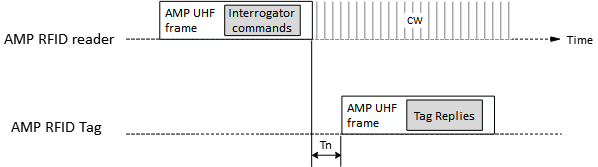 AMP UHF
frame
Interrogator
commands
CW
AMP RFID reader
Time
AMP UHF
frame
Tag Replies
AMP RFID Tag
Tn